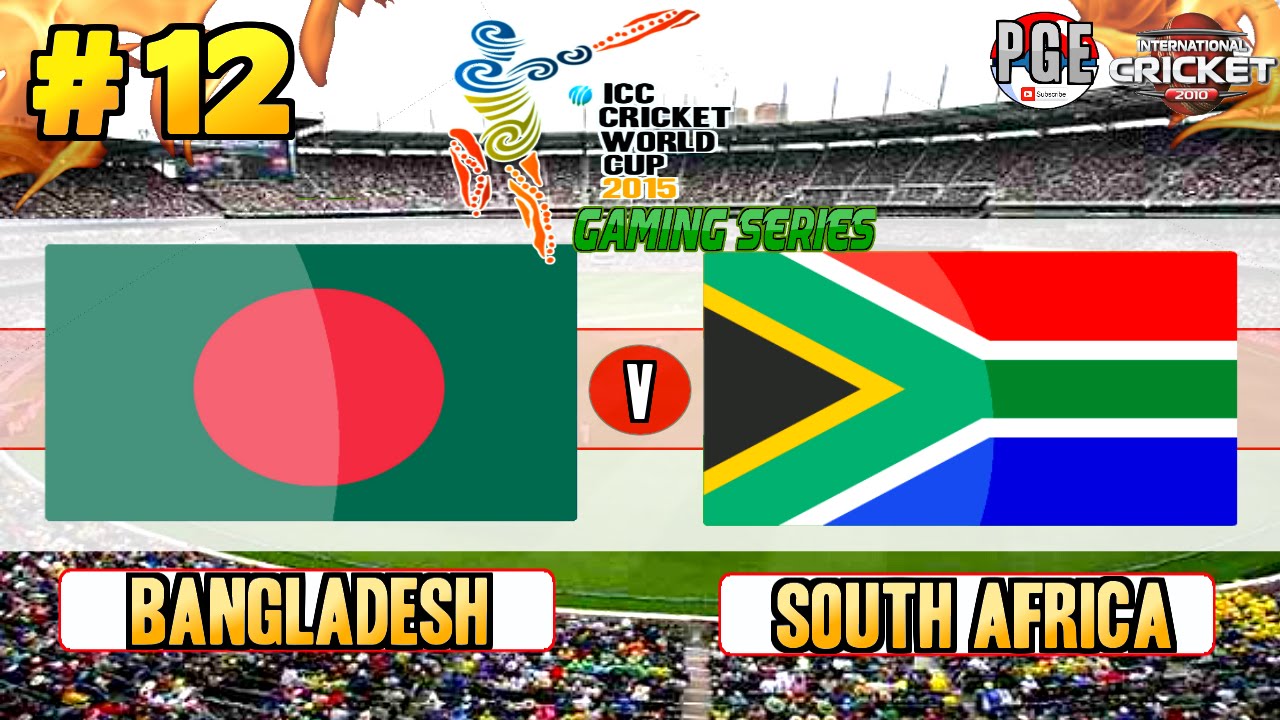 #12
ICC
CRICKET
WORLD
CUP
2015
GAMING SERIES
PGE
Subscribe
INTERNATIONAL
CRICKET
2010
V
BANGLADESH
SOUTH AFRICA